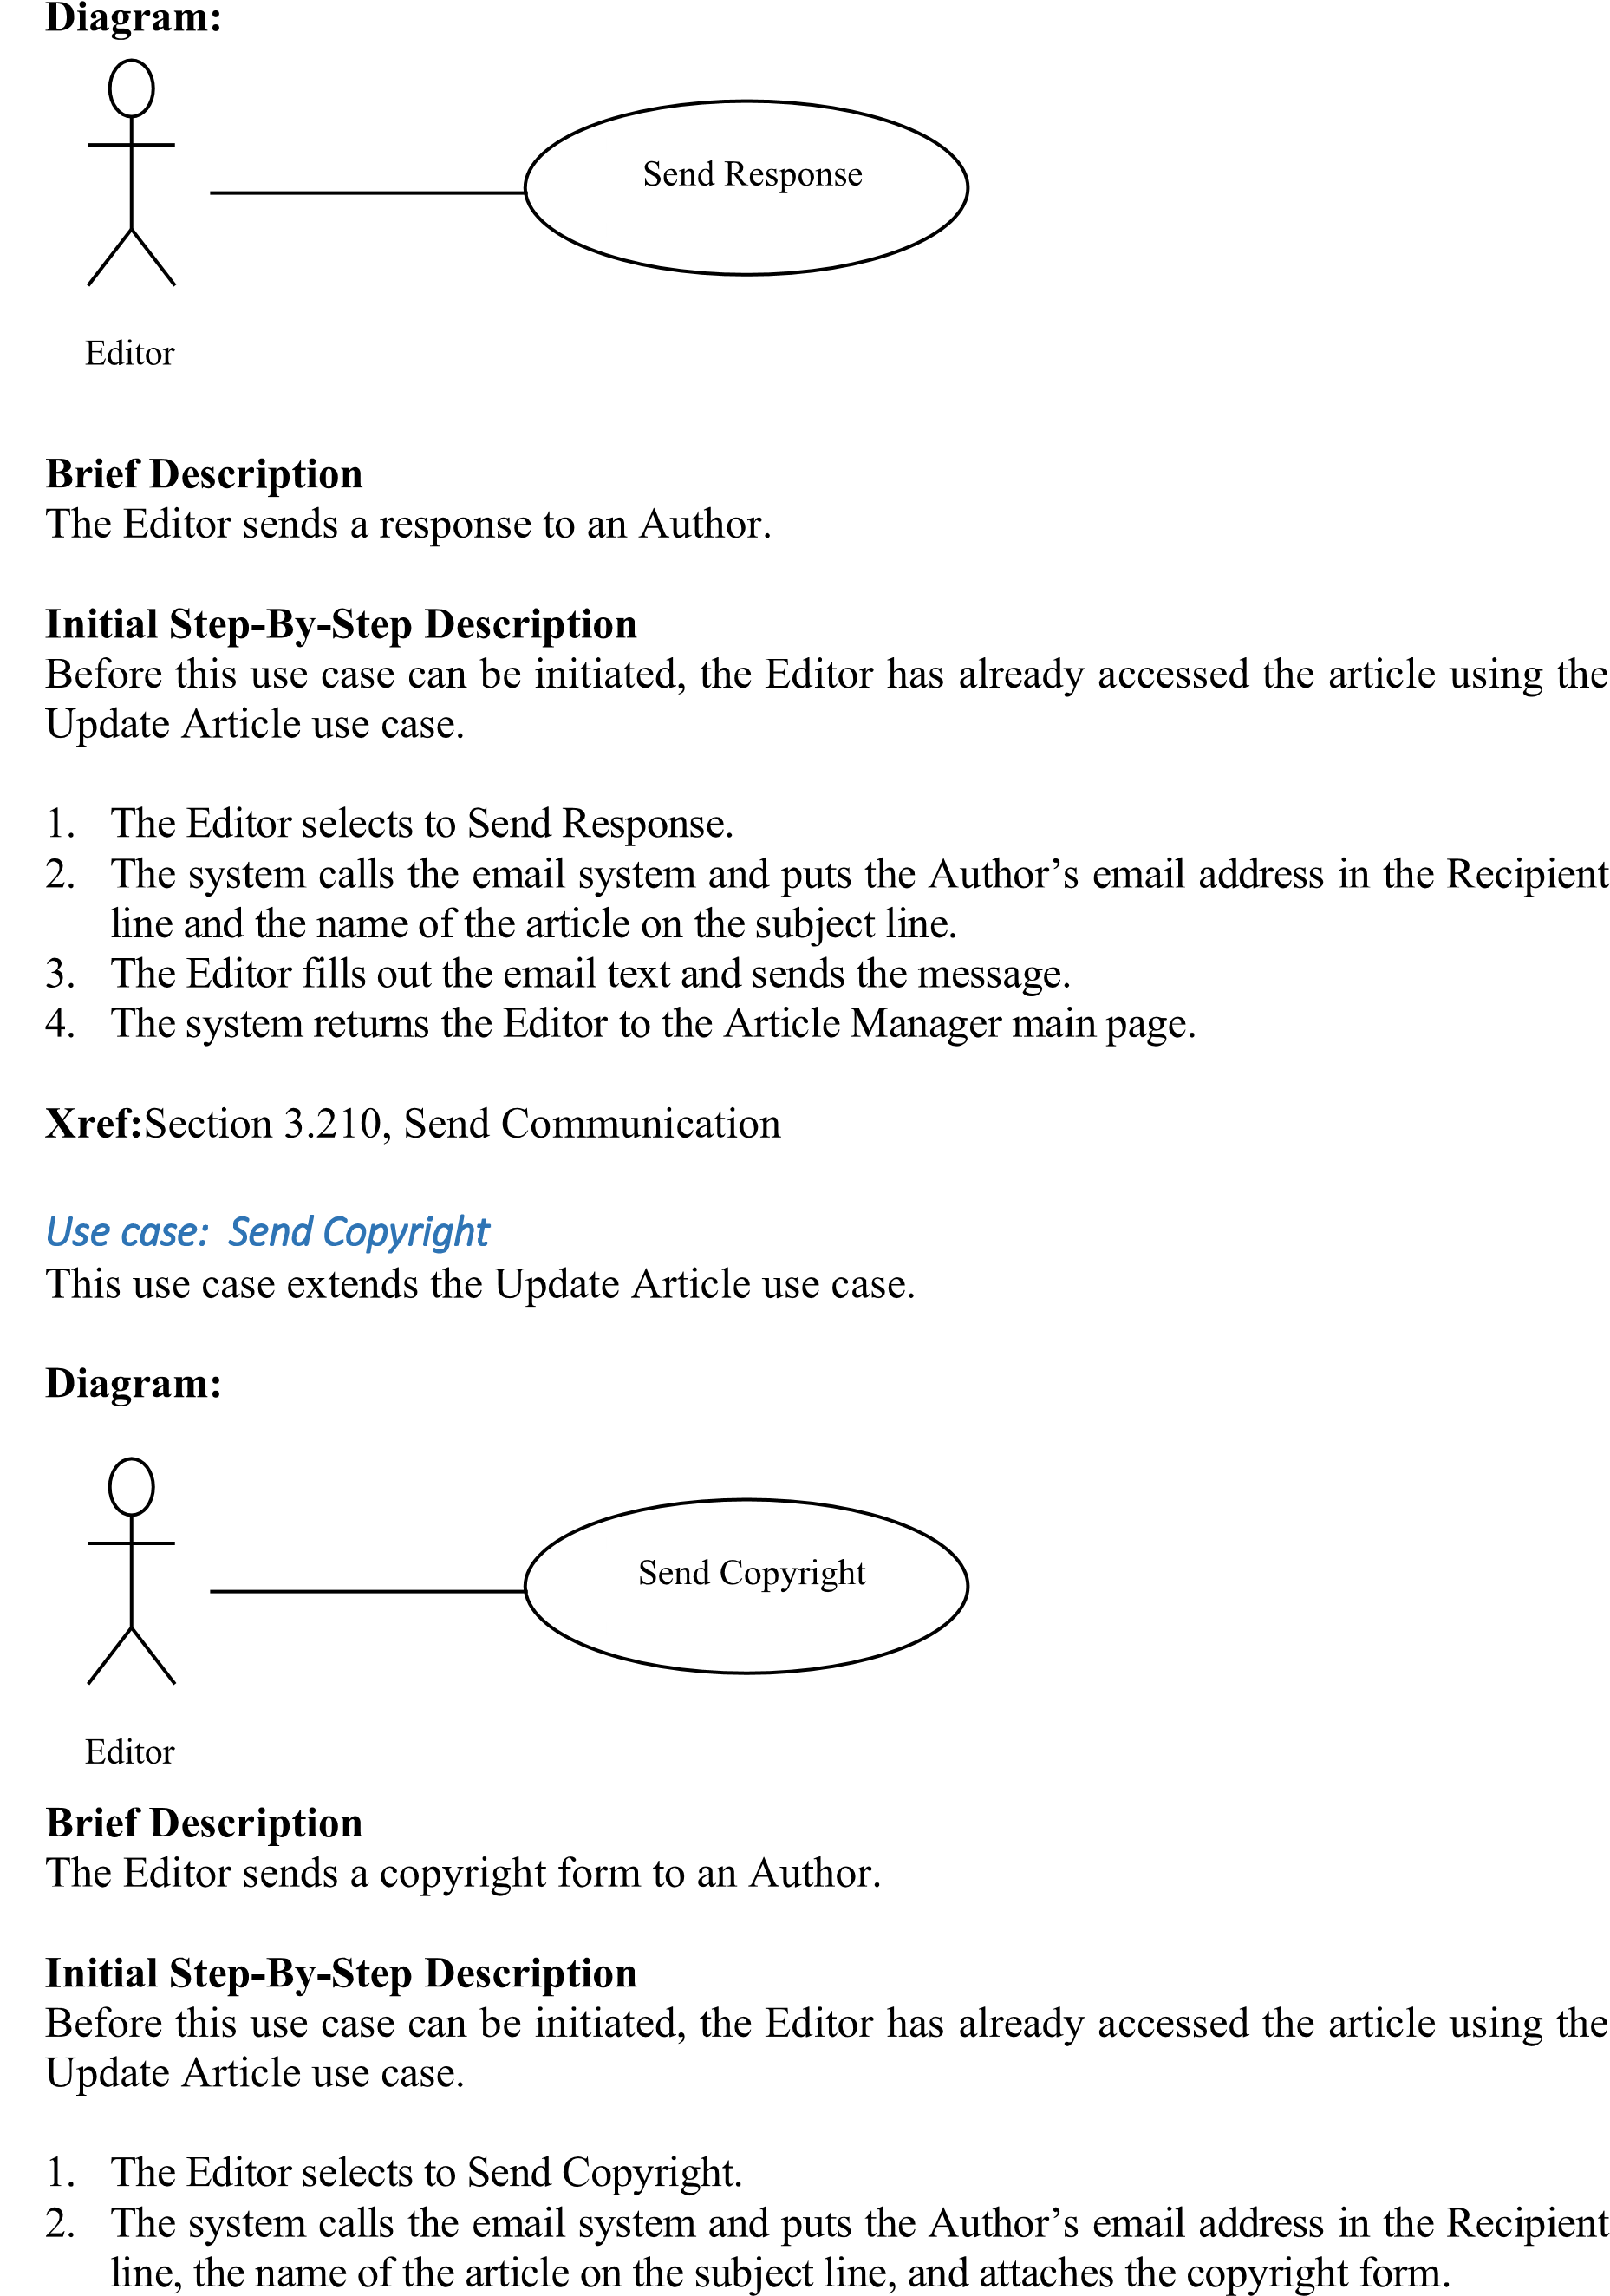 Diagram:
Send Response
Editor
Brief Description
The Editor sends a response to an Author.
Initial Step-By-Step Description
Before this use case can be initiated, the Editor has already accessed the article using the
Update Article use case.
1. The Editor selects to Send Response.
2. The system calls the email system and puts the Author’s email address in the Recipient
line and the name of the article on the subject line.
3. The Editor fills out the email text and sends the message.
4. The system returns the Editor to the Article Manager main page.
Xref:Section 3.210, Send Communication
Use case: Send Copyright
This use case extends the Update Article use case.
Diagram:
Send Copyright
Editor
Brief Description
The Editor sends a copyright form to an Author.
Initial Step-By-Step Description
Before this use case can be initiated, the Editor has already accessed the article using the
Update Article use case.
1. The Editor selects to Send Copyright.
2. The system calls the email system and puts the Author’s email address in the Recipient
line, the name of the article on the subject line, and attaches the copyright form.